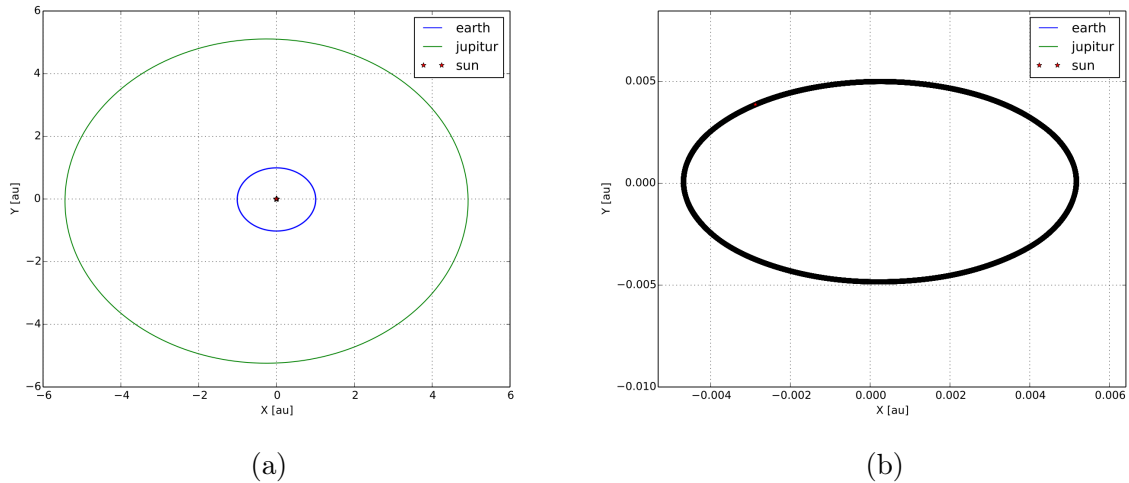 6
4
2
0
−2
−4
−6
Y [au]
−6 −4 −2 0 2 4 6
X [au]
earth
jupitur
sun
(a)
0.005
0.000
−0.005
−0.010
Y [au]
−0.004 −0.002 0.000 0.002 0.004 0.006
X [au]
earth
jupitur
sun
(b)